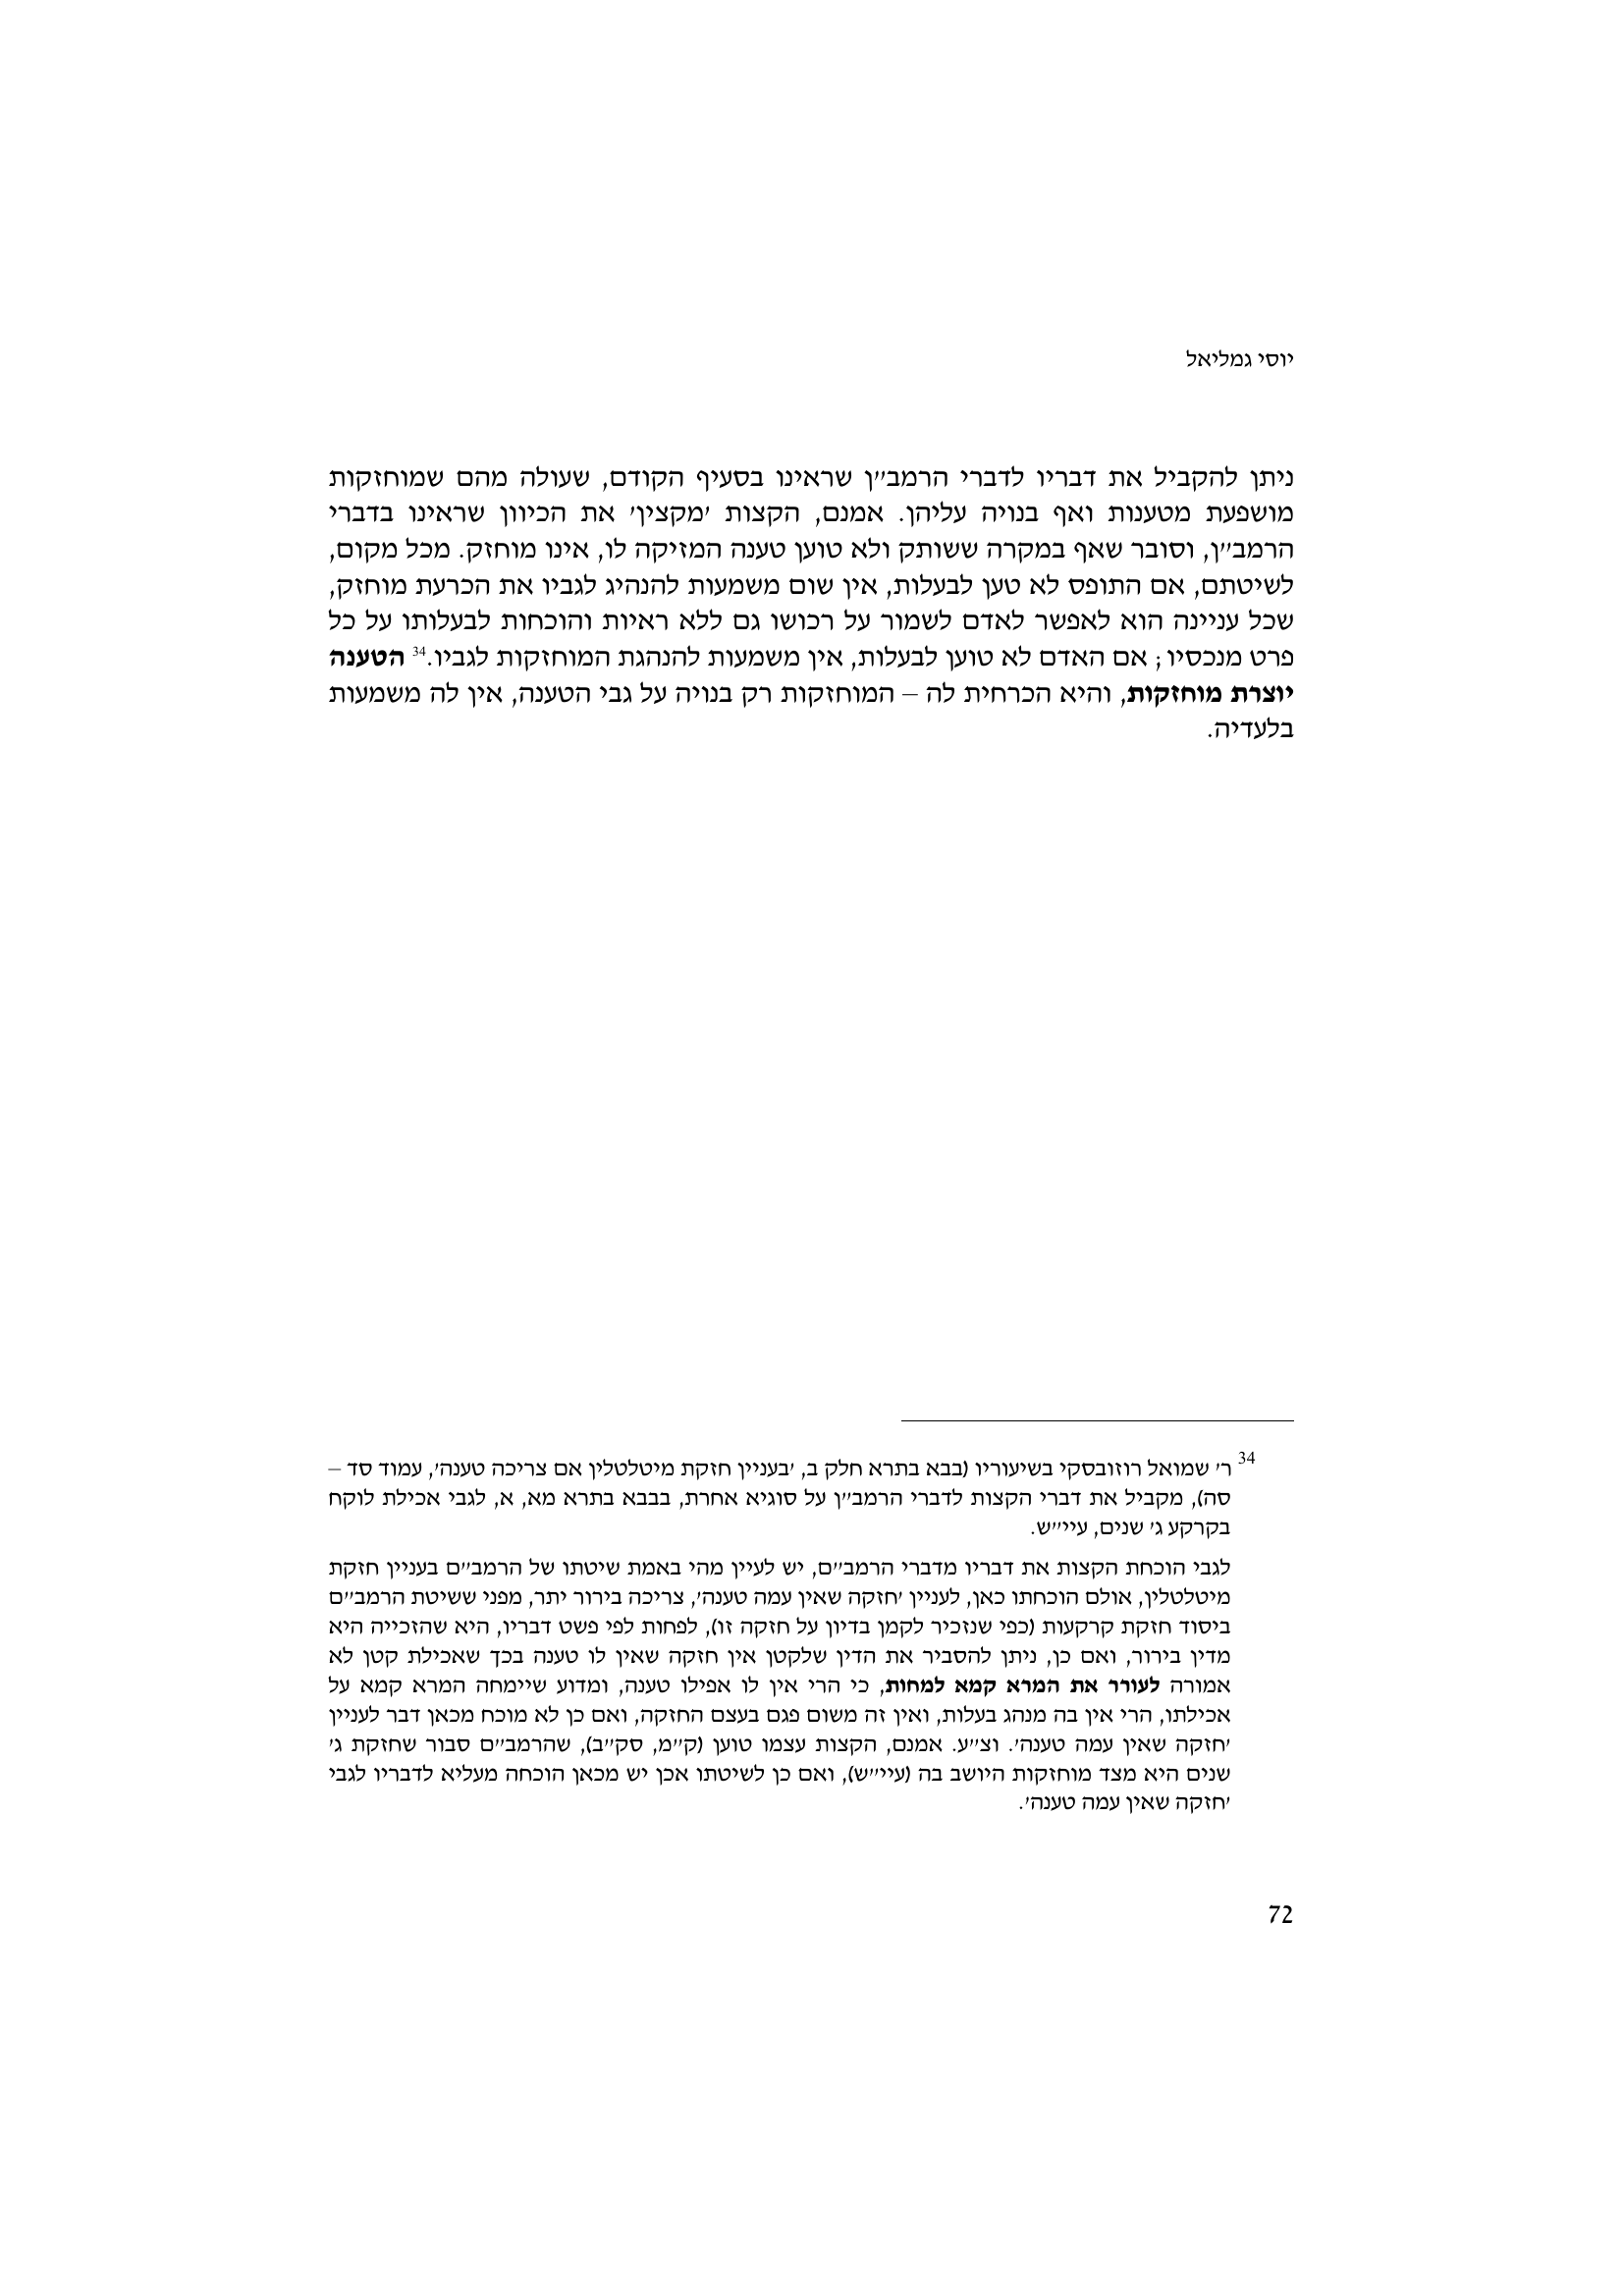 יוסי גמליאל
ניתן להקביל את דבריו לדברי הרמב״ן שראינו בסעיף הקודם, שעולה מהם שמוחזקות
מושפעת מטענות ואף בנויה עליהן. אמנם, הקצות ׳מקצין׳ את הכיוון שראינו בדברי
הרמב״ן, וסובר שאף במקרה ששותק ולא טוען טענה המזיקה לו, אינו מוחזק. מכל מקום,
לשיטתם, אם התופס לא טען לבעלות, אין שום משמעות להנהיג לגביו את הכרעת מוחזק,
שכל עניינה הוא לאפשר לאדם לשמור על רכושו גם ללא ראיות והוכחות לבעלותו על כל
פרט מנכסיו; אם האדם לא טוען לבעלות, אין משמעות להנהגת המוחזקות לגביו.34 הטענה
יוצרת מוחזקות, והיא הכרחית לה – המוחזקות רק בנויה על גבי הטענה, אין לה משמעות
בלעדיה.
34 ר׳ שמואל רוזובסקי בשיעוריו (בבא בתרא חלק ב, ׳בעניין חזקת מיטלטלין אם צריכה טענה׳, עמוד סד –
סה), מקביל את דברי הקצות לדברי הרמב״ן על סוגיא אחרת, בבבא בתרא מא, א, לגבי אכילת לוקח
בקרקע ג׳ שנים, עיי״ש.
לגבי הוכחת הקצות את דבריו מדברי הרמב״ם, יש לעיין מהי באמת שיטתו של הרמב״ם בעניין חזקת
מיטלטלין, אולם הוכחתו כאן, לעניין ׳חזקה שאין עמה טענה׳, צריכה בירור יתר, מפני ששיטת הרמב״ם
ביסוד חזקת קרקעות (כפי שנזכיר לקמן בדיון על חזקה זו), לפחות לפי פשט דבריו, היא שהזכייה היא
מדין בירור, ואם כן, ניתן להסביר את הדין שלקטן אין חזקה שאין לו טענה בכך שאכילת קטן לא
אמורה לעורר את המרא קמא למחות, כי הרי אין לו אפילו טענה, ומדוע שיימחה המרא קמא על
אכילתו, הרי אין בה מנהג בעלות, ואין זה משום פגם בעצם החזקה, ואם כן לא מוכח מכאן דבר לעניין
׳חזקה שאין עמה טענה׳. וצ״ע. אמנם, הקצות עצמו טוען (ק״מ, סק״ב), שהרמב״ם סבור שחזקת ג׳
שנים היא מצד מוחזקות היושב בה (עיי״ש), ואם כן לשיטתו אכן יש מכאן הוכחה מעליא לדבריו לגבי
׳חזקה שאין עמה טענה׳.
72